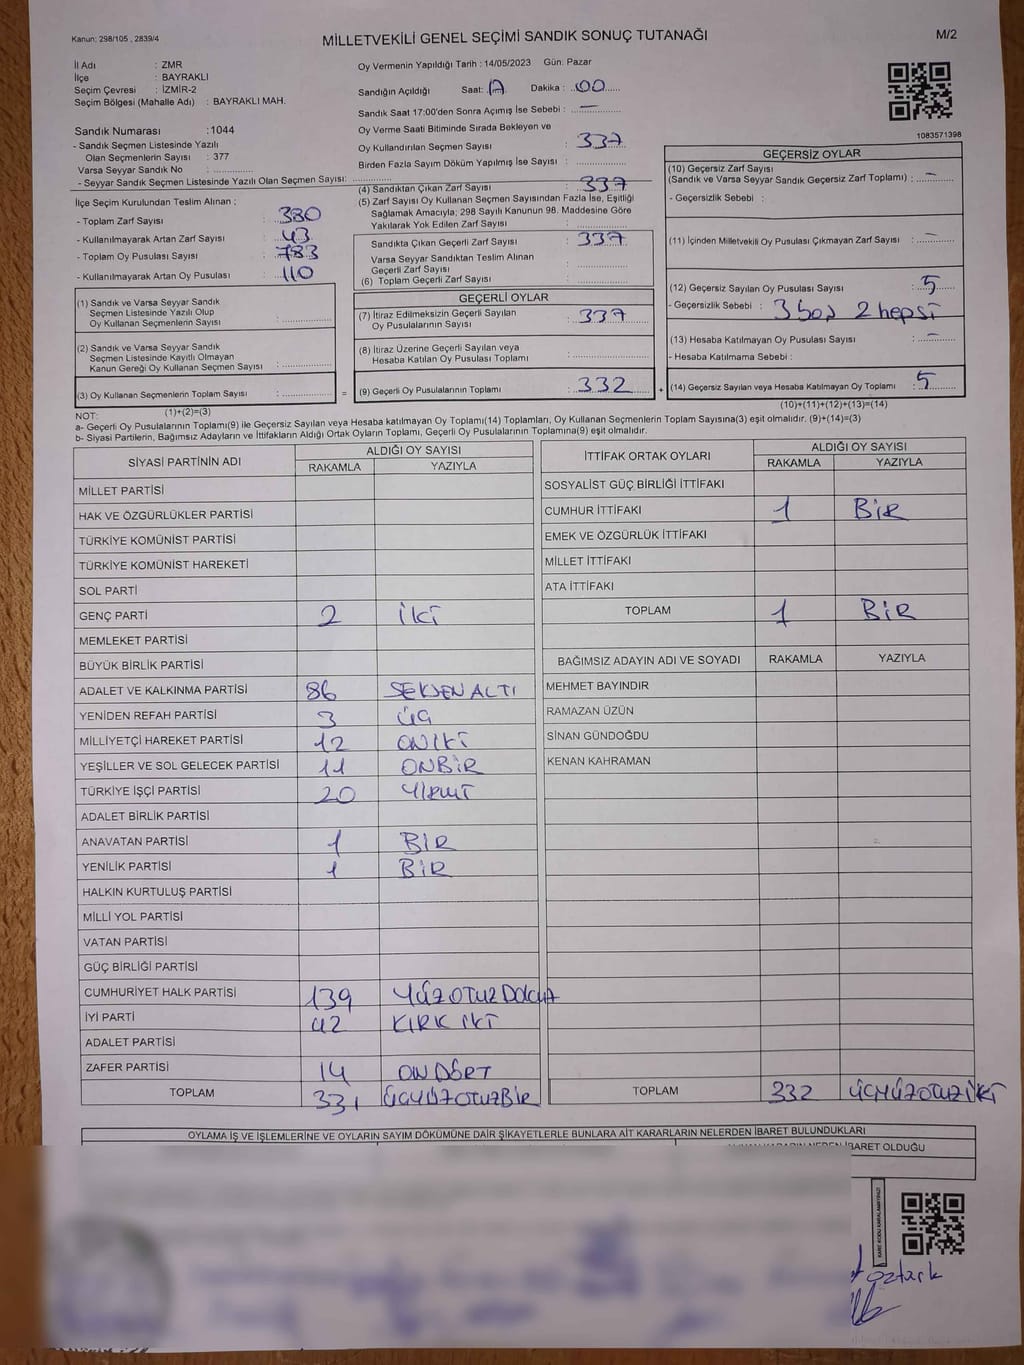 Kanun: 298/105 , 2839/4
MİLLETVEKİLİ GENEL SEÇİMİ SANDIK SONUÇ TUTANAĞI
M/2
İl Adı : ZMR
İlçe : BAYRAKLI
Seçim Çevresi : İZMİR-2
Seçim Bölgesi (Mahalle Adı) : BAYRAKLI MAH.
Sandık Numarası :1044
- Sandık Seçmen Listesinde Yazılı
Olan Seçmenlerin Sayısı : 377
Varsa Seyyar Sandık No :
- Seyyar Sandık Seçmen Listesinde Yazılı Olan Seçmen Sayısı:
Oy Vermenin Yapıldığı Tarih : 14/05/2023 Gün: Pazar
Sandığın Açıldığı Saat: Dakika : 00
Sandık Saat 17:00'den Sonra Açımış İse Sebebi : —
Oy Verme Saati Bitiminde Sırada Bekleyen ve
Oy Kullandırılan Seçmen Sayısı : 337
Birden Fazla Sayım Döküm Yapılmış İse Sayısı :
1083571398
İlçe Seçim Kurulundan Teslim Alınan ;
- Toplam Zarf Sayısı : 380
- Kullanılmayarak Artan Zarf Sayısı : 43
- Toplam Oy Pusulası Sayısı : 783
- Kullanılmayarak Artan Oy Pusulası : 110
(4) Sandıktan Çıkan Zarf Sayısı : 337
(5) Zarf Sayısı Oy Kullanan Seçmen Sayısından Fazla İse, Eşitliği
Sağlamak Amacıyla; 298 Sayılı Kanunun 98. Maddesine Göre
Yakılarak Yok Edilen Zarf Sayısı :
Sandıkta Çıkan Geçerli Zarf Sayısı : 337
Varsa Seyyar Sandıktan Teslim Alınan
Geçerli Zarf Sayısı :
(6) Toplam Geçerli Zarf Sayısı :
GEÇERSİZ OYLAR
(10) Geçersiz Zarf Sayısı
(Sandık ve Varsa Seyyar Sandık Geçersiz Zarf Toplamı) : —
- Geçersizlik Sebebi :
(11) İçinden Milletvekili Oy Pusulası Çıkmayan Zarf Sayısı : —
(12) Geçersiz Sayılan Oy Pusulası Sayısı : 5
- Geçersizlik Sebebi : 3 boş 2 hepsi
(13) Hesaba Katılmayan Oy Pusulası Sayısı : —
- Hesaba Katılmama Sebebi :
(14) Geçersiz Sayılan veya Hesaba Katılmayan Oy Toplamı : 5
(10)+(11)+(12)+(13)=(14)
(1) Sandık ve Varsa Seyyar Sandık
Seçmen Listesinde Yazılı Olup
Oy Kullanan Seçmenlerin Sayısı :
(2) Sandık ve Varsa Seyyar Sandık
Seçmen Listesinde Kayıtlı Olmayan
Kanun Gereği Oy Kullanan Seçmen Sayısı :
(3) Oy Kullanan Seçmenlerin Toplam Sayısı : =
(1)+(2)=(3)
GEÇERLİ OYLAR
(7) İtiraz Edilmeksizin Geçerli Sayılan
Oy Pusulalarının Sayısı : 337
(8) İtiraz Üzerine Geçerli Sayılan veya
Hesaba Katılan Oy Pusulası Toplamı :
(9) Geçerli Oy Pusulalarının Toplamı : 332 +
NOT:
a- Geçerli Oy Pusulalarının Toplamı(9) ile Geçersiz Sayılan veya Hesaba katılmayan Oy Toplamı(14) Toplamları, Oy Kullanan Seçmenlerin Toplam Sayısına(3) eşit olmalıdır. (9)+(14)=(3)
b- Siyasi Partilerin, Bağımsız Adayların ve İttifakların Aldığı Ortak Oyların Toplamı, Geçerli Oy Pusulalarının Toplamına(9) eşit olmalıdır.
SİYASİ PARTİNİN ADI ALDIĞI OY SAYISI
RAKAMLA YAZIYLA
MİLLET PARTİSİ
HAK VE ÖZGÜRLÜKLER PARTİSİ
TÜRKİYE KOMÜNİST PARTİSİ
TÜRKİYE KOMÜNİST HAREKETİ
SOL PARTİ
GENÇ PARTİ 2 İKİ
MEMLEKET PARTİSİ
BÜYÜK BİRLİK PARTİSİ
ADALET VE KALKINMA PARTİSİ 86 SEKSEN ALTI
YENİDEN REFAH PARTİSİ 3 ÜÇ
MİLLİYETÇİ HAREKET PARTİSİ 12 ONİKİ
YEŞİLLER VE SOL GELECEK PARTİSİ 11 ONBİR
TÜRKİYE İŞÇİ PARTİSİ 20 YİRMİ
ADALET BİRLİK PARTİSİ
ANAVATAN PARTİSİ 1 BİR
YENİLİK PARTİSİ 1 BİR
HALKIN KURTULUŞ PARTİSİ
MİLLİ YOL PARTİSİ
VATAN PARTİSİ
GÜÇ BİRLİĞİ PARTİSİ
CUMHURİYET HALK PARTİSİ 139 YÜZOTUZDOKUZ
İYİ PARTİ 42 KIRK İKİ
ADALET PARTİSİ
ZAFER PARTİSİ 14 ON DÖRT
TOPLAM 331 ÜÇYÜZOTUZBİR
İTTİFAK ORTAK OYLARI ALDIĞI OY SAYISI
RAKAMLA YAZIYLA
SOSYALİST GÜÇ BİRLİĞİ İTTİFAKI
CUMHUR İTTİFAKI 1 BİR
EMEK VE ÖZGÜRLÜK İTTİFAKI
MİLLET İTTİFAKI
ATA İTTİFAKI
TOPLAM 1 BİR
BAĞIMSIZ ADAYIN ADI VE SOYADI RAKAMLA YAZIYLA
MEHMET BAYINDIR
RAMAZAN ÜZÜN
SİNAN GÜNDOĞDU
KENAN KAHRAMAN
TOPLAM 332 ÜÇYÜZOTUZİKİ
OYLAMA İŞ VE İŞLEMLERİNE VE OYLARIN SAYIM DÖKÜMÜNE DAİR ŞİKAYETLERLE BUNLARA AİT KARARLARIN NELERDEN İBARET BULUNDUKLARI
İBARET OLDUĞU
öztürk